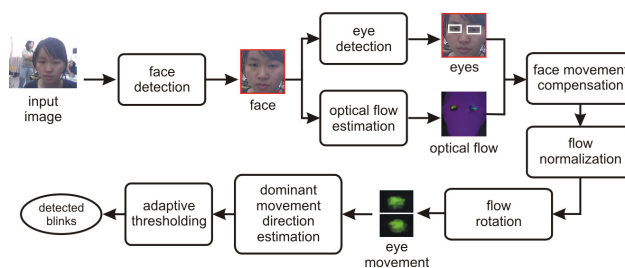 input
image
face
detection
face
eye
detection
eyes
optical flow
estimation
optical flow
face movement
compensation
flow
normalization
flow
rotation
eye
movement
dominant
movement
direction
estimation
adaptive
thresholding
detected
blinks